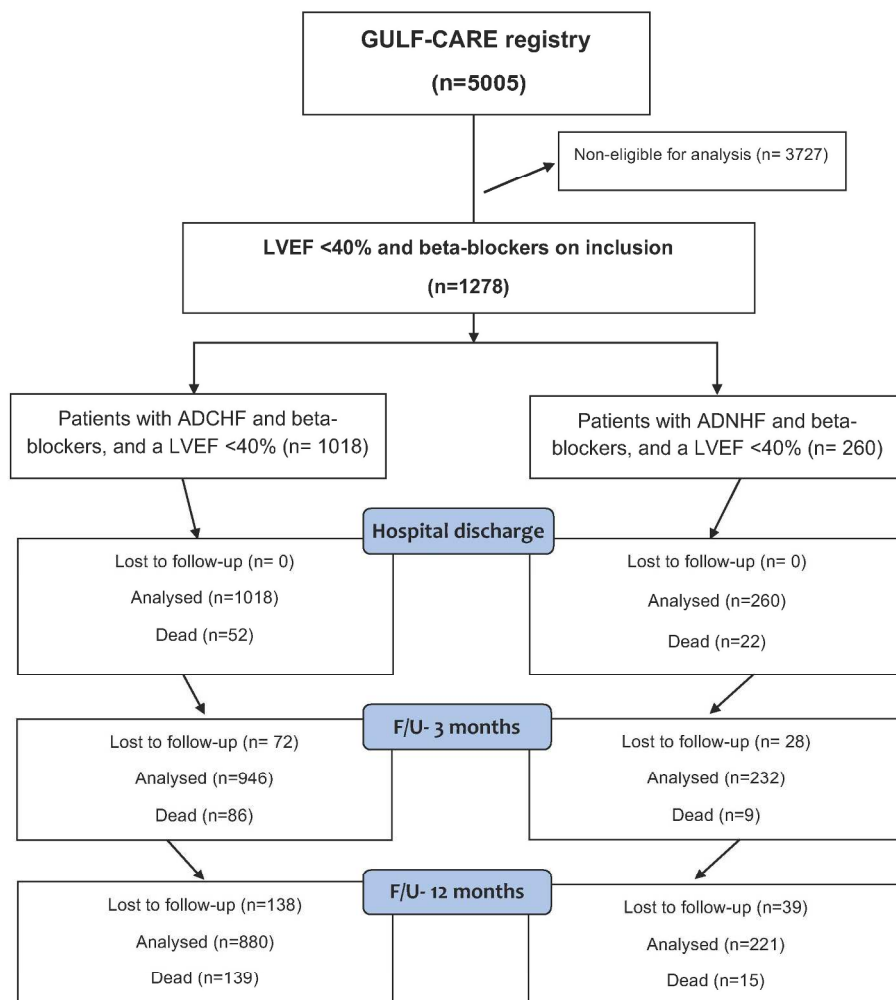 GULF-CARE registry
(n=5005)
Non-eligible for analysis (n= 3727)
LVEF <40% and beta-blockers on inclusion
(n=1278)
Patients with ADCHF and beta-
blockers, and a LVEF <40% (n= 1018)
Patients with ADNHF and beta-
blockers, and a LVEF <40% (n= 260)
Hospital discharge
Lost to follow-up (n= 0)
Analysed (n=1018)
Dead (n=52)
Lost to follow-up (n= 0)
Analysed (n=260)
Dead (n=22)
F/U- 3 months
Lost to follow-up (n= 72)
Analysed (n=946)
Dead (n=86)
Lost to follow-up (n= 28)
Analysed (n=232)
Dead (n=9)
F/U- 12 months
Lost to follow-up (n=138)
Analysed (n=880)
Dead (n=139)
Lost to follow-up (n=39)
Analysed (n=221)
Dead (n=15)